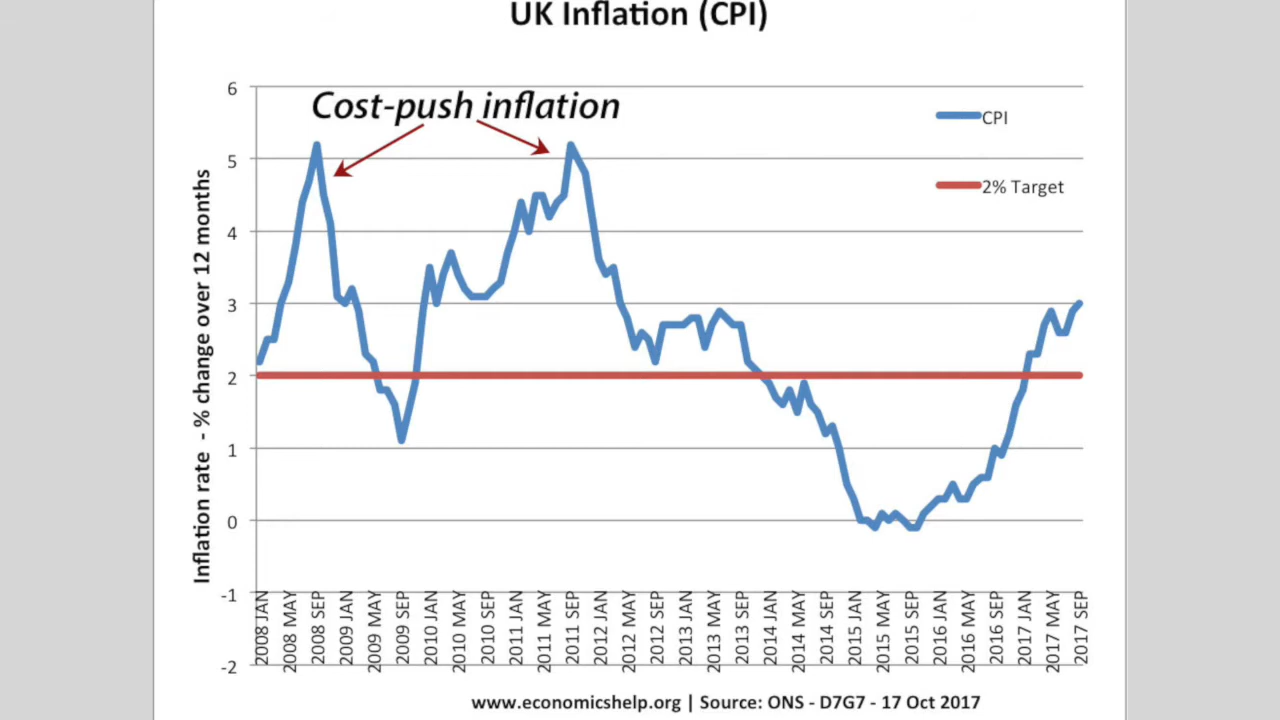 UK Inflation (CPI)
Cost-push inflation
CPI
2% Target
Inflation rate - % change over 12 months
6
5
4
3
2
1
0
-1
-2
2008 JAN
2008 MAY
2008 SEP
2009 JAN
2009 MAY
2009 SEP
2010 JAN
2010 MAY
2010 SEP
2011 JAN
2011 MAY
2011 SEP
2012 JAN
2012 MAY
2012 SEP
2013 JAN
2013 MAY
2013 SEP
2014 JAN
2014 MAY
2014 SEP
2015 JAN
2015 MAY
2015 SEP
2016 JAN
2016 MAY
2016 SEP
2017 JAN
2017 MAY
2017 SEP
www.economicshelp.org | Source: ONS - D7G7 - 17 Oct 2017